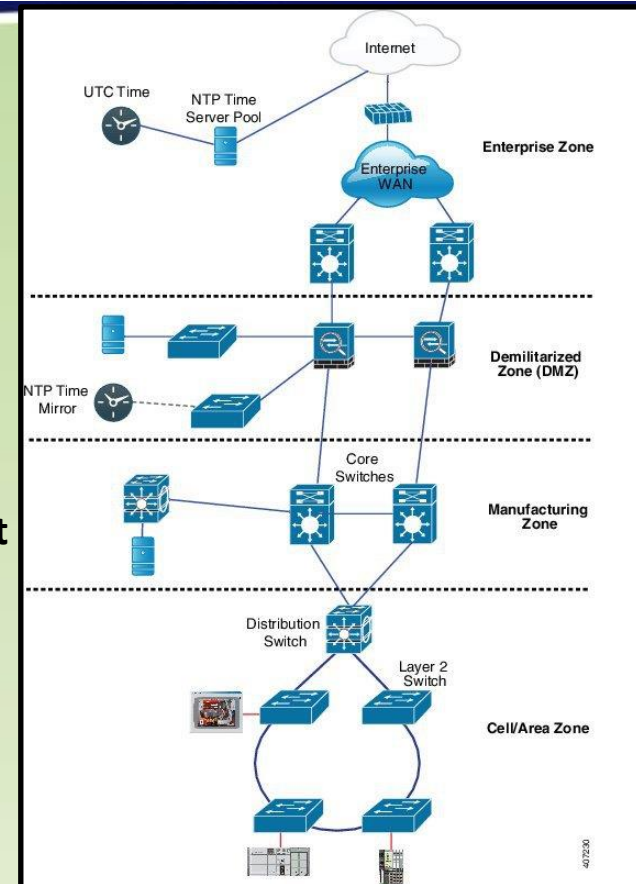 Internet
UTC Time
NTP Time
Server Pool
Enterprise Zone
Enterprise
WAN
Demilitarized
Zone (DMZ)
NTP Time
Mirror
Core
Switches
Manufacturing
Zone
t
Distribution
Switch
Layer 2
Switch
Cell/Area Zone
407230